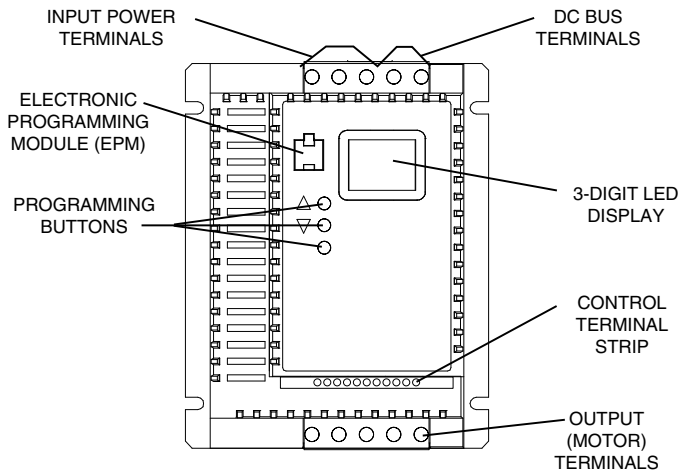 INPUT POWER
TERMINALS
DC BUS
TERMINALS
ELECTRONIC
PROGRAMMING
MODULE (EPM)
PROGRAMMING
BUTTONS
3-DIGIT LED
DISPLAY
CONTROL
TERMINAL
STRIP
OUTPUT
(MOTOR)
TERMINALS